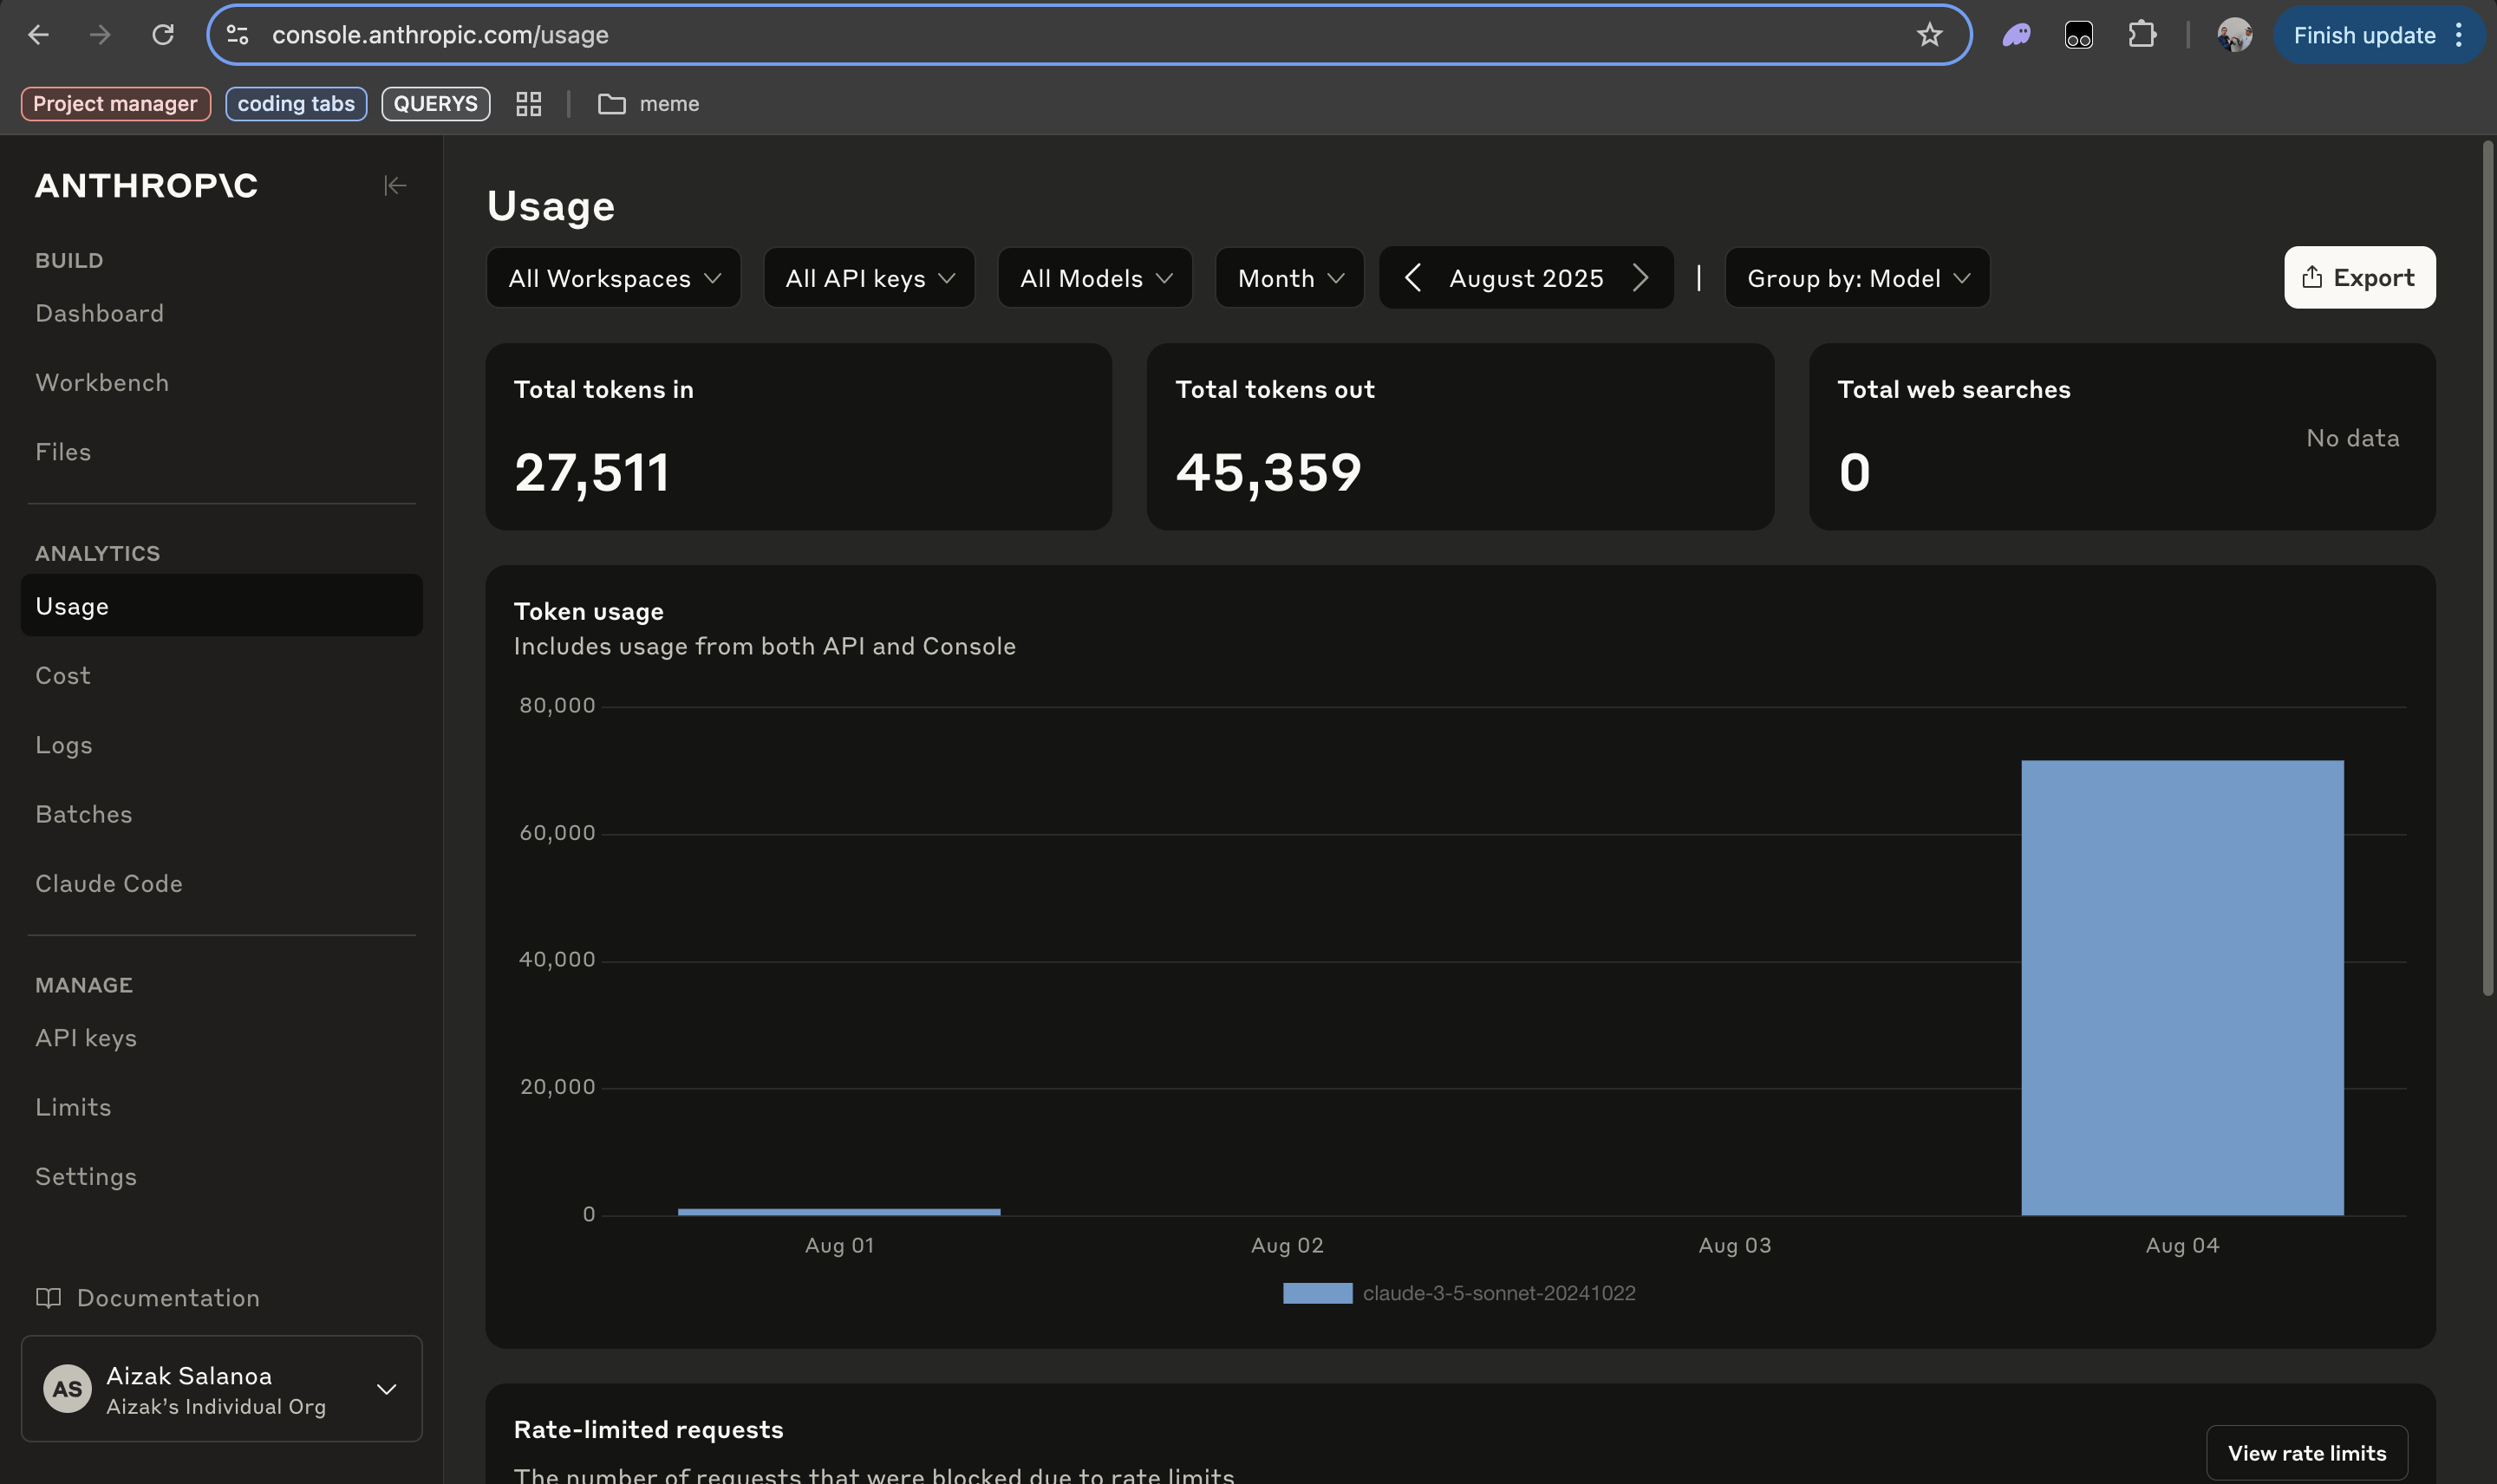 console.anthropic.com/usage
Finish update
Project manager
coding tabs
QUERYS
meme
ANTHROP\C
BUILD
Dashboard
Workbench
Files
ANALYTICS
Usage
Cost
Logs
Batches
Claude Code
MANAGE
API keys
Limits
Settings
Documentation
AS
Aizak Salanoa
Aizak’s Individual Org
Usage
All Workspaces
All API keys
All Models
Month
August 2025
Group by: Model
Export
Total tokens in
27,511
Total tokens out
45,359
Total web searches
0
No data
Token usage
Includes usage from both API and Console
80,000
60,000
40,000
20,000
0
Aug 01
Aug 02
Aug 03
Aug 04
claude-3-5-sonnet-20241022
Rate-limited requests
The number of requests that were blocked due to rate limits
View rate limits